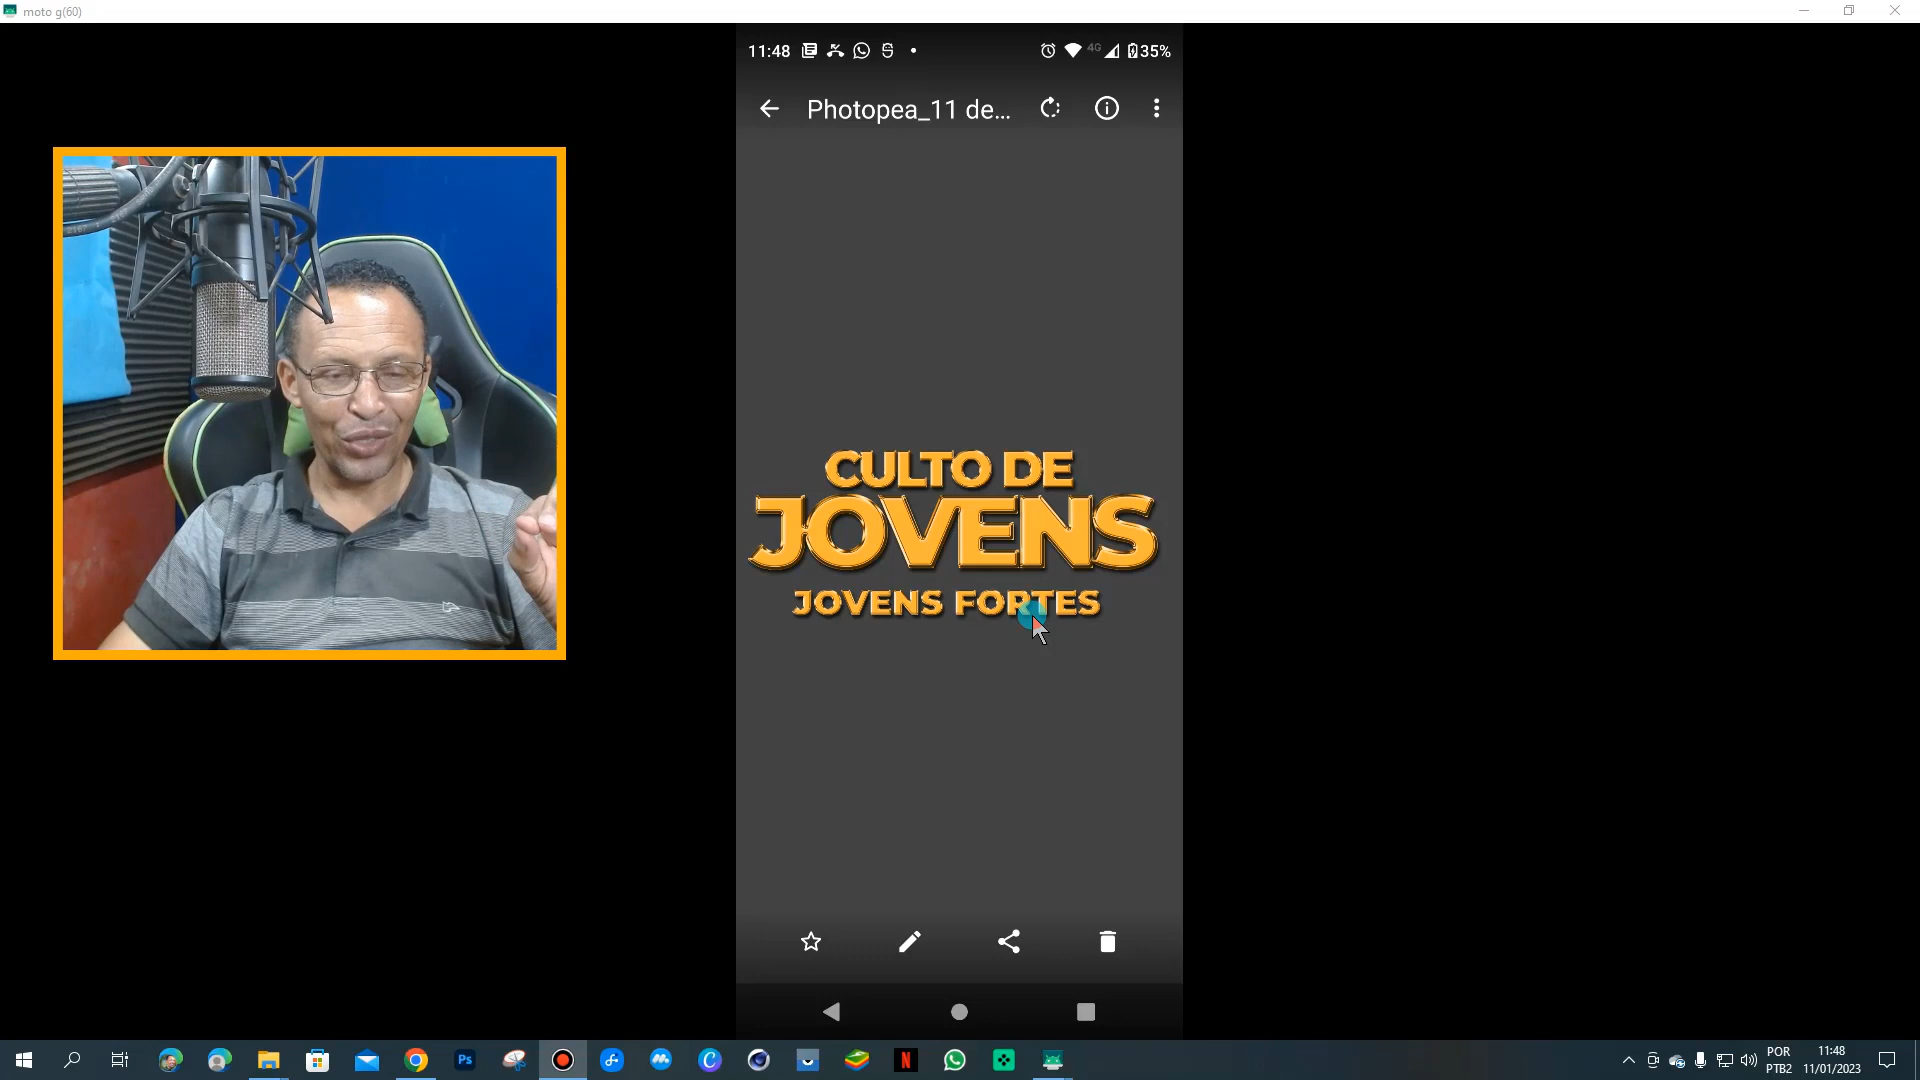 moto g(60)
11:48
4G
35%
Photopea_11 de...
CULTO DE
JOVENS
JOVENS FORTES
Ps
N
POR
PTB2
11:48
11/01/2023